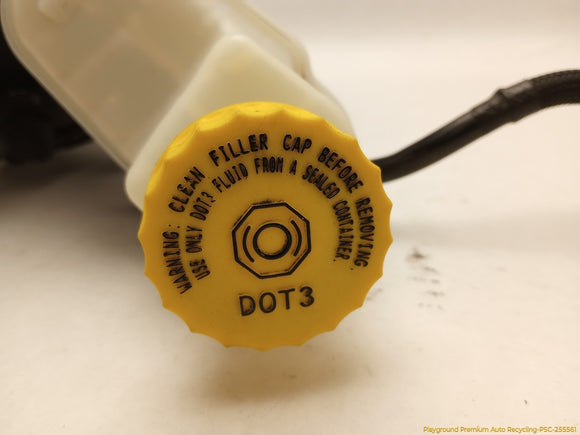 WARNING: CLEAN FILLER CAP BEFORE REMOVING.
USE ONLY DOT3 FLUID FROM A SEALED CONTAINER.
DOT3
Playground Premium Auto Recycling-PSC-255561